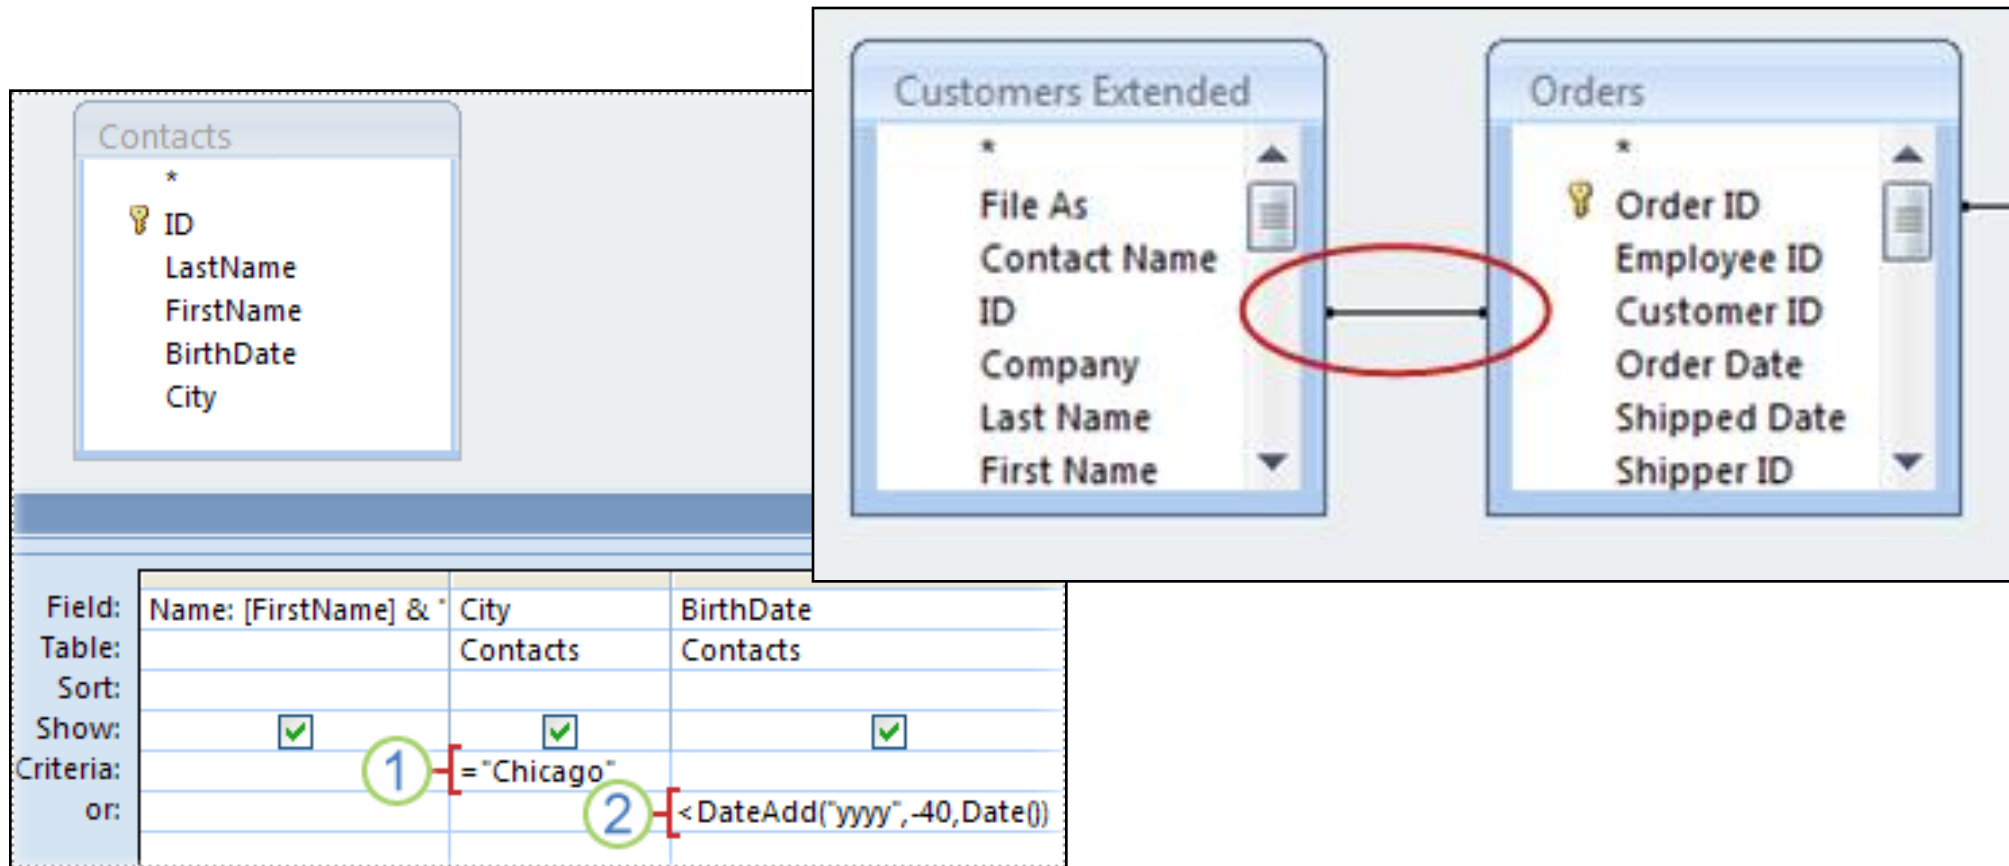 Contacts
*
ID
LastName
FirstName
BirthDate
City
Customers Extended
*
File As
Contact Name
ID
Company
Last Name
First Name
Orders
*
Order ID
Employee ID
Customer ID
Order Date
Shipped Date
Shipper ID
Field: Name: [FirstName] & " City BirthDate
Table: Contacts Contacts
Sort:
Show:
Criteria: 1 ="Chicago"
or: 2 <DateAdd("yyyy",-40,Date())